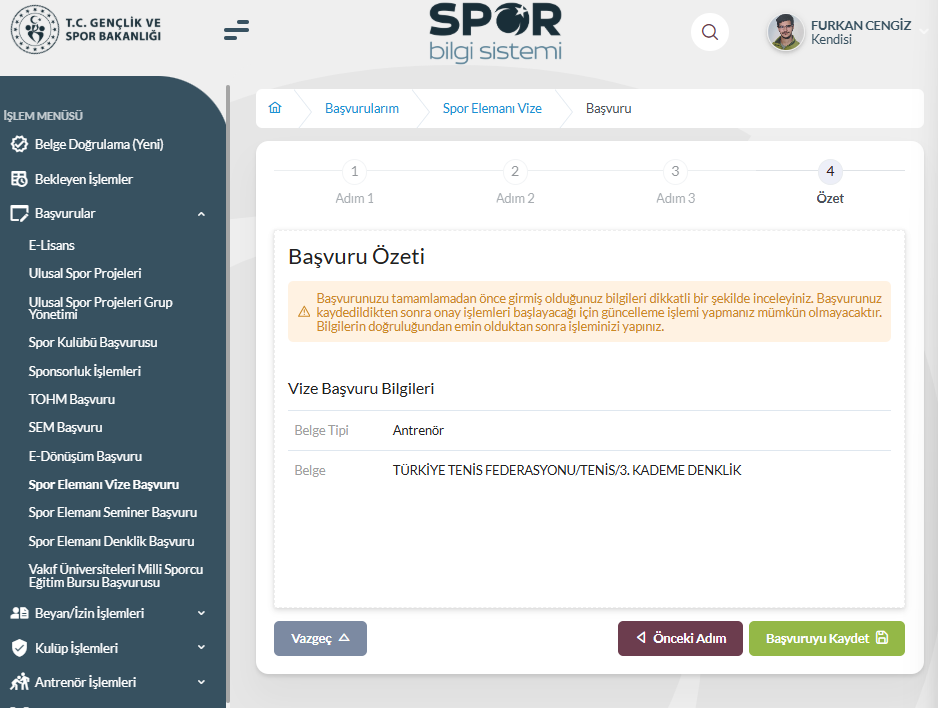 T.C. GENÇLİK VE
SPOR BAKANLIĞI
SPOR
bilgi sistemi
FURKAN CENGİZ
Kendisi
İŞLEM MENÜSÜ
Belge Doğrulama (Yeni)
Bekleyen İşlemler
Başvurular
E-Lisans
Ulusal Spor Projeleri
Ulusal Spor Projeleri Grup
Yönetimi
Spor Kulübü Başvurusu
Sponsorluk İşlemleri
TOHM Başvuru
SEM Başvuru
E-Dönüşüm Başvuru
Spor Elemanı Vize Başvuru
Spor Elemanı Seminer Başvuru
Spor Elemanı Denklik Başvuru
Vakıf Üniversiteleri Milli Sporcu
Eğitim Bursu Başvurusu
Beyan/İzin İşlemleri
Kulüp İşlemleri
Antrenör İşlemleri
Başvurularım
Spor Elemanı Vize
Başvuru
1
2
3
4
Adım 1
Adım 2
Adım 3
Özet
Başvuru Özeti
Başvurunuzu tamamlamadan önce girmiş olduğunuz bilgileri dikkatli bir şekilde inceleyiniz. Başvurunuz
kaydedildikten sonra onay işlemleri başlayacağı için güncelleme işlemi yapmanız mümkün olmayacaktır.
Bilgilerin doğruluğundan emin olduktan sonra işleminizi yapınız.
Vize Başvuru Bilgileri
Belge Tipi
Antrenör
Belge
TÜRKİYE TENİS FEDERASYONU/TENİS/3. KADEME DENKLİK
Vazgeç
Önceki Adım
Başvuruyu Kaydet